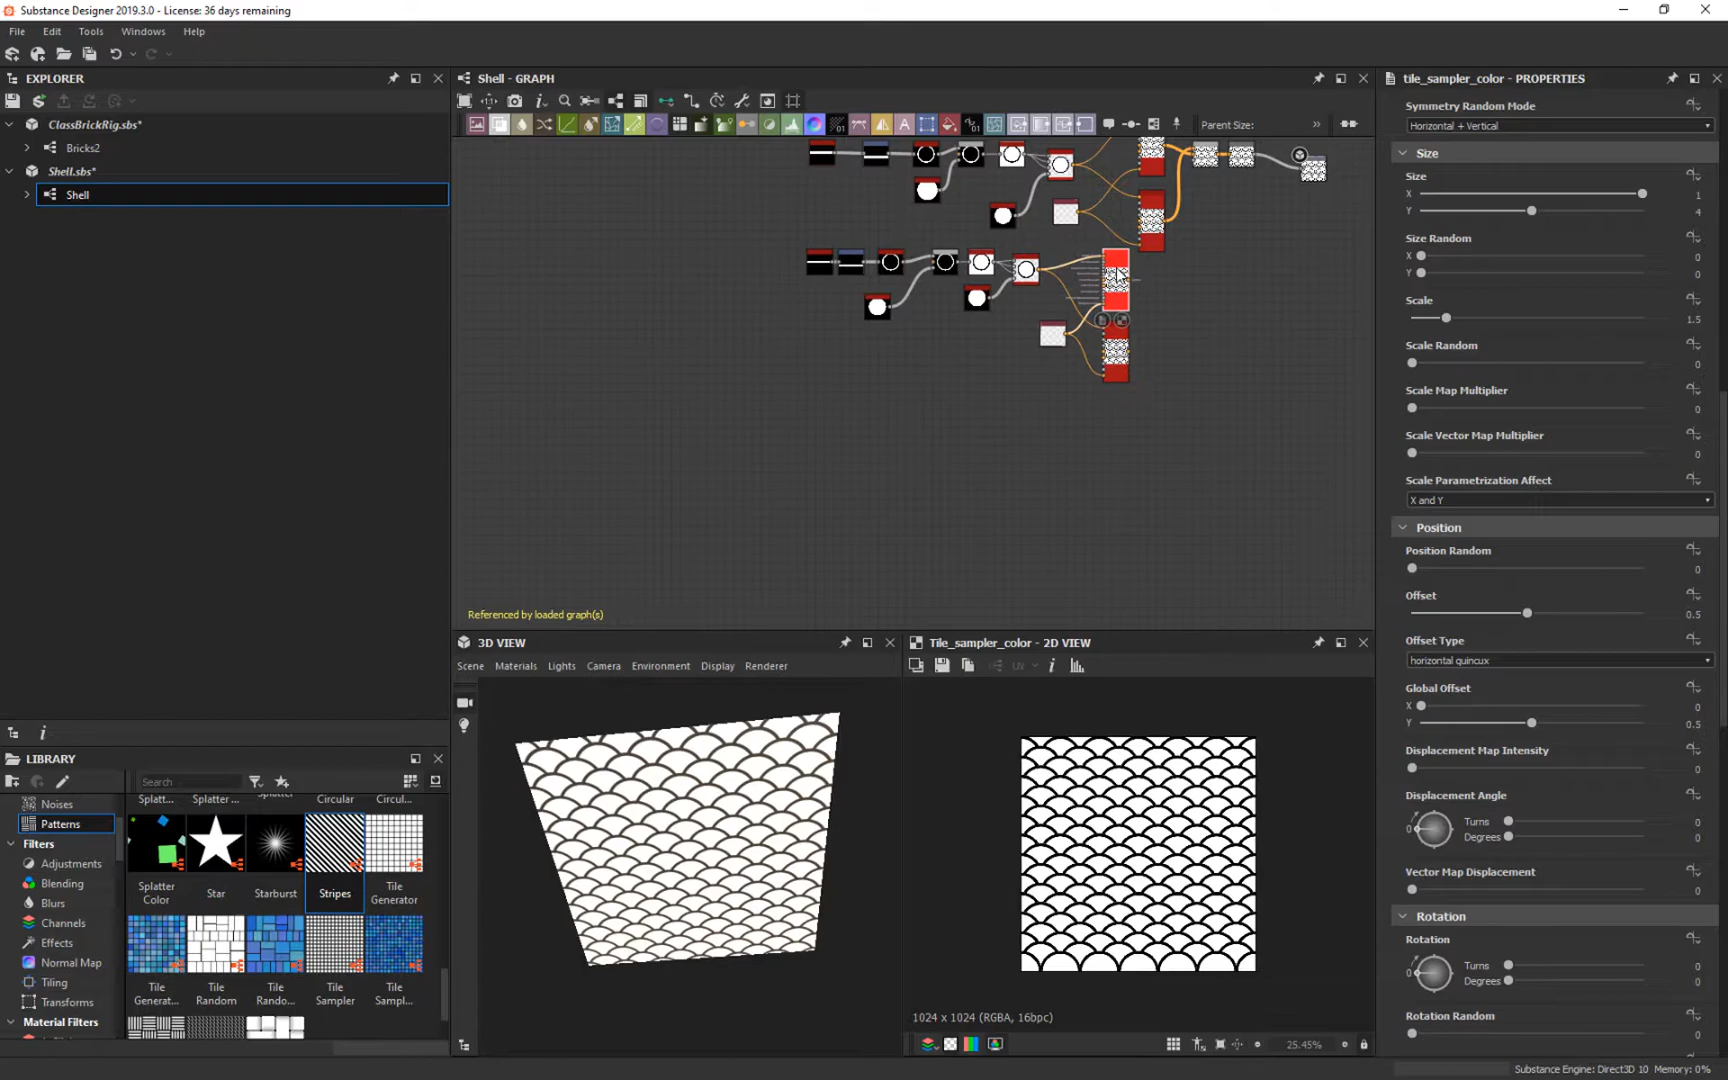 Substance Designer 2019.3.0 - License: 36 days remaining
File Edit Tools Windows Help
EXPLORER
ClassBrickRig.sbs*
Bricks2
Shell.sbs*
Shell
Shell - GRAPH
Parent Size:
Referenced by loaded graph(s)
3D VIEW
Scene Materials Lights Camera Environment Display Renderer
Tile_sampler_color - 2D VIEW
UV
1024 x 1024 (RGBA, 16bpc)
25.45%
LIBRARY
Search
Noises
Patterns
Filters
Adjustments
Blending
Blurs
Channels
Effects
Normal Map
Tiling
Transforms
Material Filters
Splatt... Splatter ... Circular Circul...
Splatter Color
Star
Starburst
Stripes
Tile Generator
Tile Generat...
Tile Random
Tile Rando...
Tile Sampler
Tile Sampl...
tile_sampler_color - PROPERTIES
Symmetry Random Mode
Horizontal + Vertical
Size
Size
X 1
Y 4
Size Random
X 0
Y 0
Scale
1.5
Scale Random
0
Scale Map Multiplier
0
Scale Vector Map Multiplier
0
Scale Parametrization Affect
X and Y
Position
Position Random
0
Offset
0.5
Offset Type
horizontal quincux
Global Offset
X 0
Y 0.5
Displacement Map Intensity
0
Displacement Angle
0 Turns 0
Degrees 0
Vector Map Displacement
0
Rotation
Rotation
0 Turns 0
Degrees 0
Rotation Random
0
Substance Engine: Direct3D 10 Memory: 0%